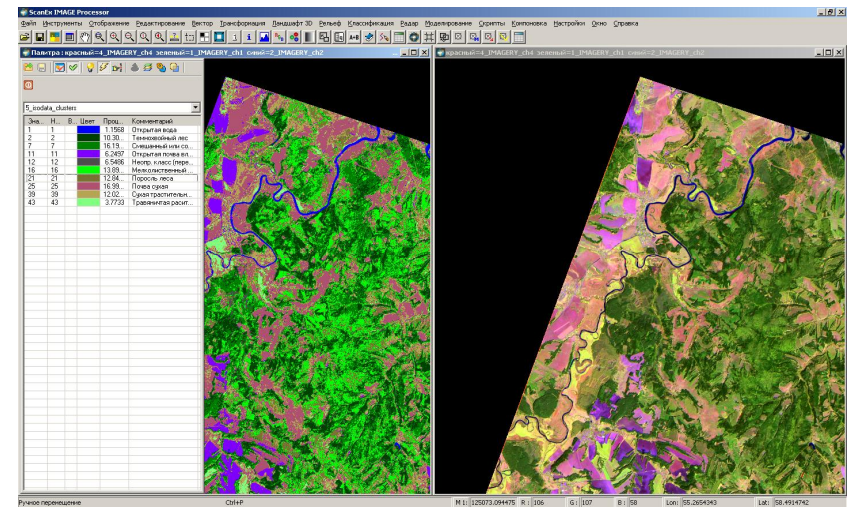 ScanEx IMAGE Processor
Файл Инструменты Отображение Редактирование Вектор Трансформация Ландшафт 3D Рельеф Классификация Радар Моделирование Скрипты Компоновка Настройки Окно Справка
Палитра: красный=4_IMAGERY_ch4 зеленый=1_IMAGERY_ch1 синий=2_IMAGERY_ch2
красный=4_IMAGERY_ch4 зеленый=1_IMAGERY_ch1 синий=2_IMAGERY_ch2
5_isodata_clusters
Зна... Н... В... Цвет Проц... Комментарий
1 1 1.1568 Открытая вода
2 2 10.30... Темнохвойный лес
7 7 16.19... Смешанный или со...
11 11 6.2497 Открытая почва вл...
12 12 6.5486 Неопр. класс (пере...
16 16 13.89... Мелколиственный ...
21 21 12.84... Поросль леса
25 25 16.99... Почва сухая
39 39 12.02... Сухая трастительн...
43 43 3.7733 Травяничтая расит...
Ручное перемещение Ctrl+P M 1: 125073.094475 R: 106 G: 107 B: 58 Lon: 55.2654343 Lat: 58.4914742